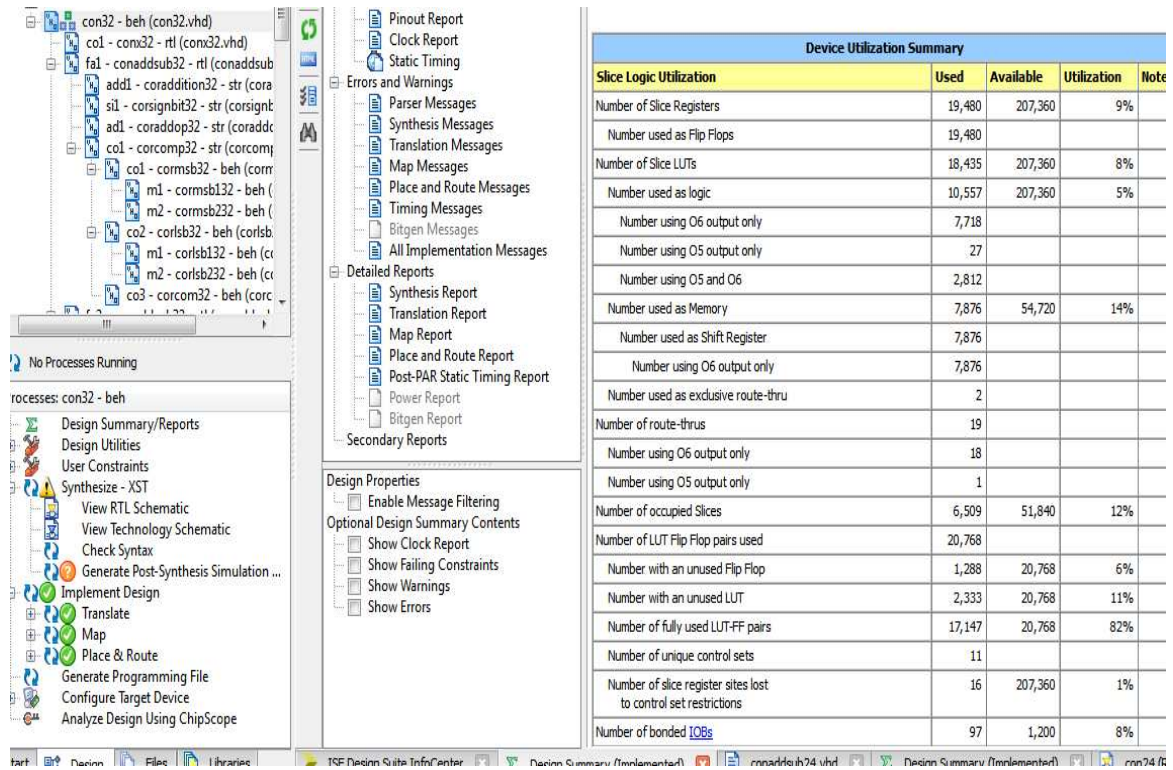 con32 - beh (con32.vhd)
co1 - conx32 - rtl (conx32.vhd)
fa1 - conaddsub32 - rtl (conaddsub
add1 - coraddition32 - str (cora
si1 - corsignbit32 - str (corsignb
ad1 - coraddop32 - str (coraddo
co1 - corcomp32 - str (corcomp
co1 - cormsb32 - beh (corm
m1 - cormsb132 - beh (
m2 - cormsb232 - beh (
co2 - corlsb32 - beh (corlsb.
m1 - corlsb132 - beh (co
m2 - corlsb232 - beh (co
co3 - corcom32 - beh (corc
No Processes Running
rocesses: con32 - beh
Design Summary/Reports
Design Utilities
User Constraints
Synthesize - XST
View RTL Schematic
View Technology Schematic
Check Syntax
Generate Post-Synthesis Simulation ...
Implement Design
Translate
Map
Place & Route
Generate Programming File
Configure Target Device
Analyze Design Using ChipScope
tart Design Files Libraries
Pinout Report
Clock Report
Static Timing
Errors and Warnings
Parser Messages
Synthesis Messages
Translation Messages
Map Messages
Place and Route Messages
Timing Messages
Bitgen Messages
All Implementation Messages
Detailed Reports
Synthesis Report
Translation Report
Map Report
Place and Route Report
Post-PAR Static Timing Report
Power Report
Bitgen Report
Secondary Reports
Design Properties
Enable Message Filtering
Optional Design Summary Contents
Show Clock Report
Show Failing Constraints
Show Warnings
Show Errors
Device Utilization Summary
Slice Logic Utilization Used Available Utilization Note
Number of Slice Registers 19,480 207,360 9%
Number used as Flip Flops 19,480
Number of Slice LUTs 18,435 207,360 8%
Number used as logic 10,557 207,360 5%
Number using O6 output only 7,718
Number using O5 output only 27
Number using O5 and O6 2,812
Number used as Memory 7,876 54,720 14%
Number used as Shift Register 7,876
Number using O6 output only 7,876
Number used as exclusive route-thru 2
Number of route-thrus 19
Number using O6 output only 18
Number using O5 output only 1
Number of occupied Slices 6,509 51,840 12%
Number of LUT Flip Flop pairs used 20,768
Number with an unused Flip Flop 1,288 20,768 6%
Number with an unused LUT 2,333 20,768 11%
Number of fully used LUT-FF pairs 17,147 20,768 82%
Number of unique control sets 11
Number of slice register sites lost 16 207,360 1%
to control set restrictions
Number of bonded IOBs 97 1,200 8%
ISE Design Suite InfoCenter Design Summary (Implemented) conaddsub24.vhd Design Summary (Implemented) con24 (R